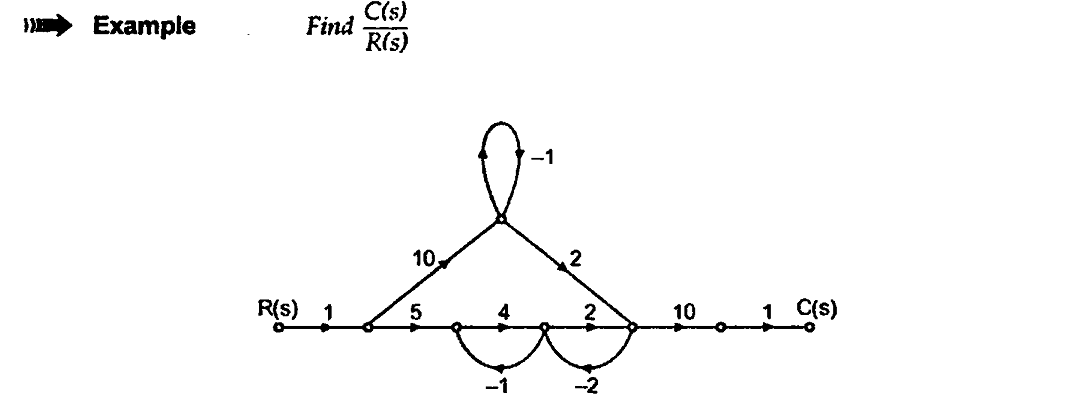 Example Find C(s)
R(s)
–1
10 2
R(s) 1 5 4 2 10 1 C(s)
–1 –2